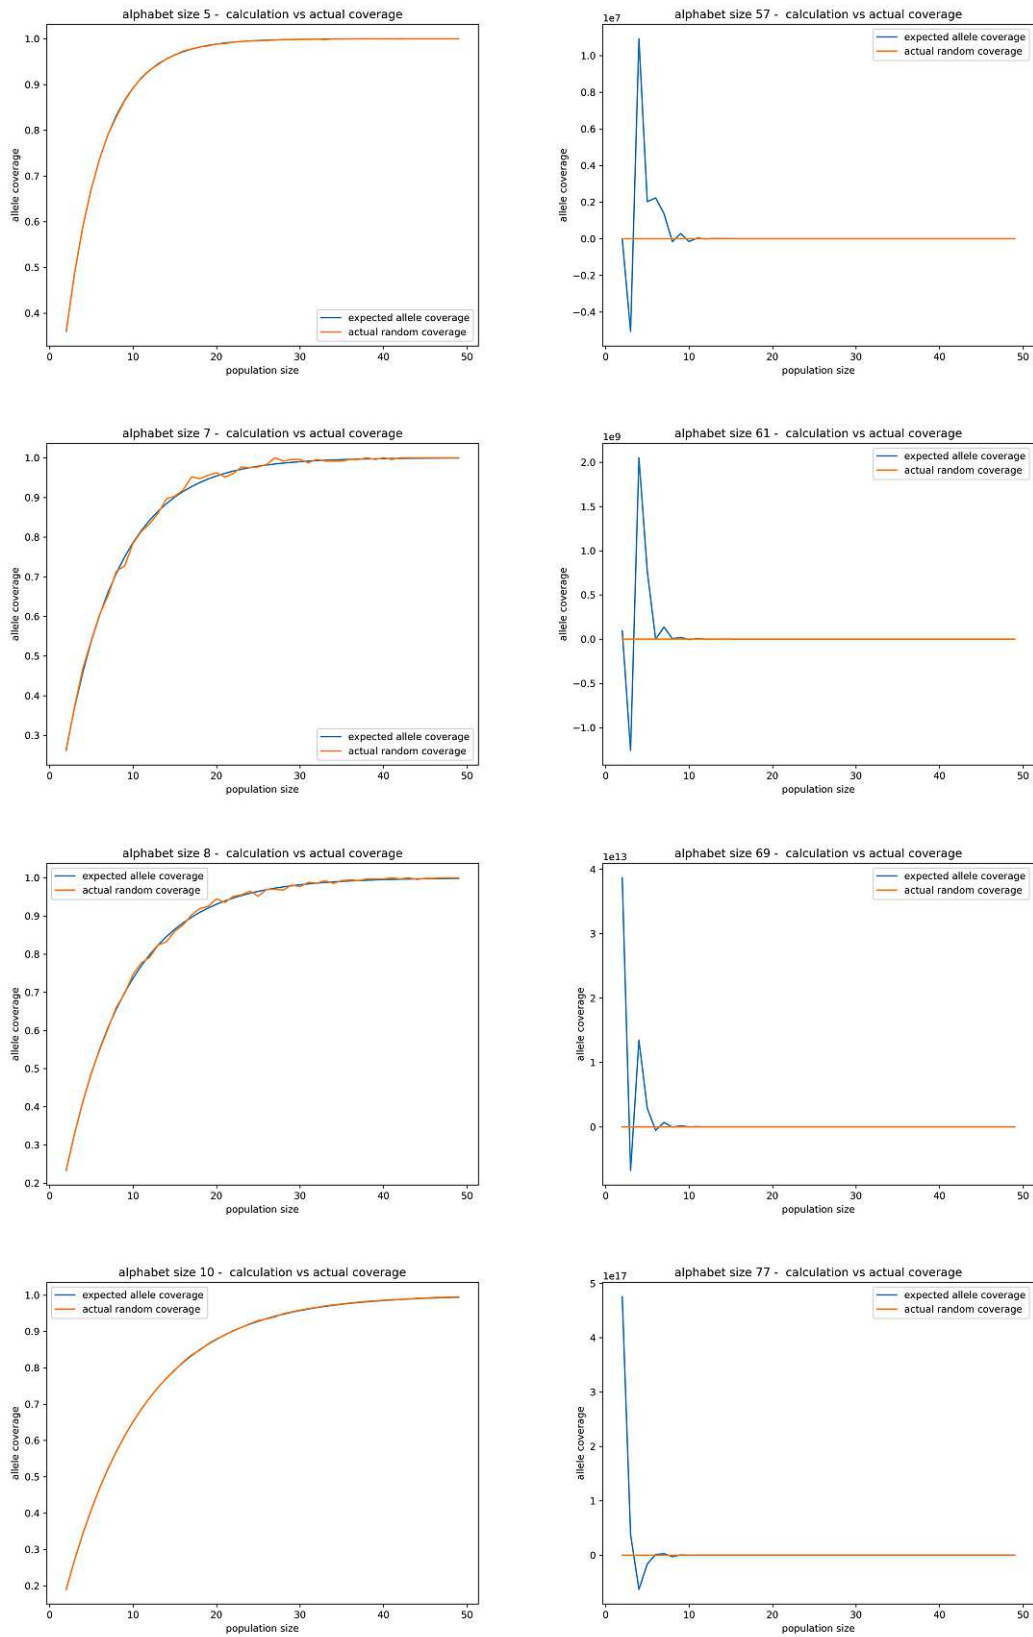 alphabet size 5 - calculation vs actual coverage
1.0
0.9
0.8
0.7
0.6
0.5
0.4
allele coverage
expected allele coverage
actual random coverage
0 10 20 30 40 50
population size
alphabet size 57 - calculation vs actual coverage
1e7
1.0
0.8
0.6
0.4
0.2
0.0
−0.2
−0.4
allele coverage
expected allele coverage
actual random coverage
0 10 20 30 40 50
population size
alphabet size 7 - calculation vs actual coverage
1.0
0.9
0.8
0.7
0.6
0.5
0.4
0.3
allele coverage
expected allele coverage
actual random coverage
0 10 20 30 40 50
population size
alphabet size 61 - calculation vs actual coverage
1e9
2.0
1.5
1.0
0.5
0.0
−0.5
−1.0
allele coverage
expected allele coverage
actual random coverage
0 10 20 30 40 50
population size
alphabet size 8 - calculation vs actual coverage
expected allele coverage
actual random coverage
1.0
0.9
0.8
0.7
0.6
0.5
0.4
0.3
0.2
allele coverage
0 10 20 30 40 50
population size
alphabet size 69 - calculation vs actual coverage
1e13
4
3
2
1
0
allele coverage
expected allele coverage
actual random coverage
0 10 20 30 40 50
population size
alphabet size 10 - calculation vs actual coverage
expected allele coverage
actual random coverage
1.0
0.9
0.8
0.7
0.6
0.5
0.4
0.3
0.2
allele coverage
0 10 20 30 40 50
population size
alphabet size 77 - calculation vs actual coverage
1e17
5
4
3
2
1
0
allele coverage
expected allele coverage
actual random coverage
0 10 20 30 40 50
population size